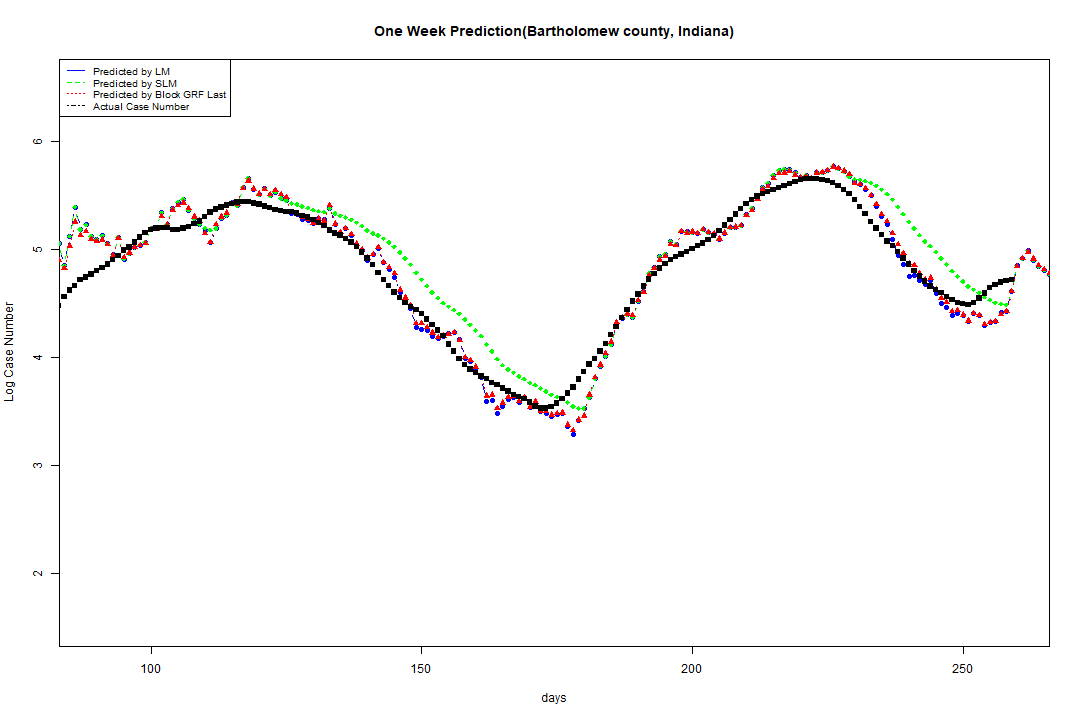 One Week Prediction(Bartholomew county, Indiana)
Predicted by LM
Predicted by SLM
Predicted by Block GRF Last
Actual Case Number
6
5
4
3
2
Log Case Number
100 150 200 250
days